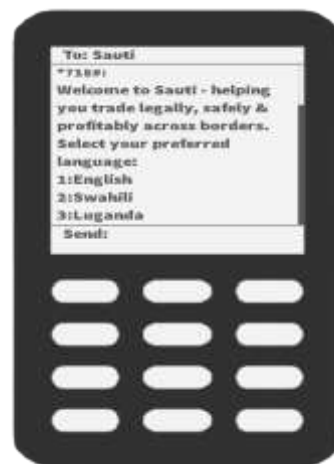 To: Sauti
*718#:
Welcome to Sauti - helping
you trade legally, safely &
profitably across borders.
Select your preferred
language:
1:English
2:Swahili
3:Luganda
Send: